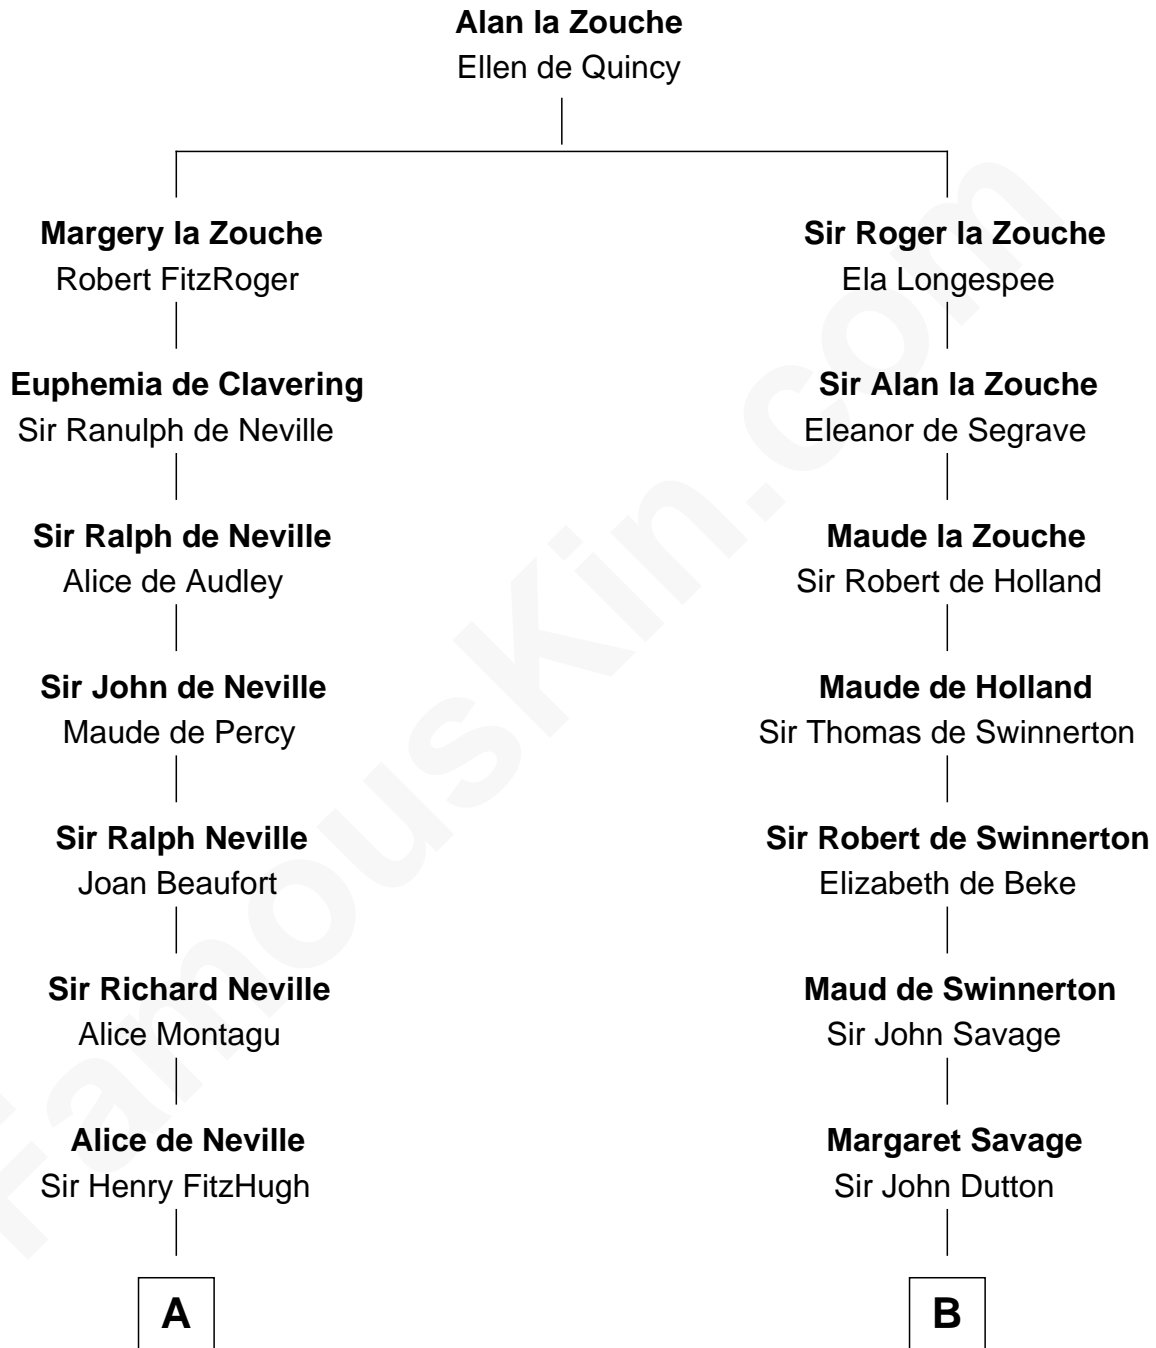 Alan la Zouche
Ellen de Quincy
Margery la Zouche
Robert FitzRoger
Euphemia de Clavering
Sir Ranulph de Neville
Sir Ralph de Neville
Alice de Audley
Sir John de Neville
Maude de Percy
Sir Ralph Neville
Joan Beaufort
Sir Richard Neville
Alice Montagu
Alice de Neville
Sir Henry FitzHugh
A
Sir Roger la Zouche
Ela Longespee
Sir Alan la Zouche
Eleanor de Segrave
Maude la Zouche
Sir Robert de Holland
Maude de Holland
Sir Thomas de Swinnerton
Sir Robert de Swinnerton
Elizabeth de Beke
Maud de Swinnerton
Sir John Savage
Margaret Savage
Sir John Dutton
B
FamousKin.com